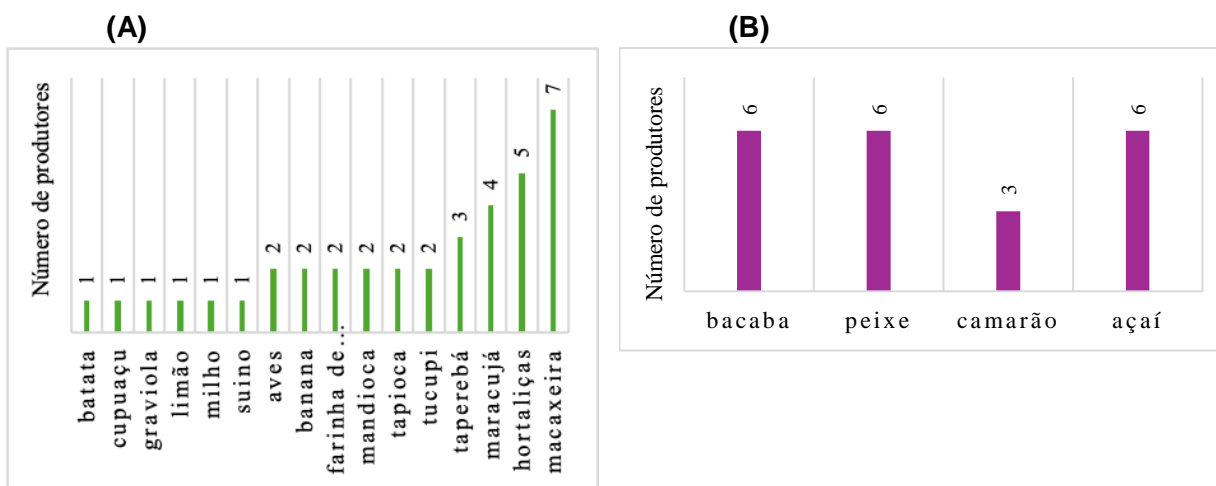 (A)
Número de produtores
1
1
1
1
1
1
2
2
2
2
2
2
3
4
5
7
batata
cupuaçu
graviola
limão
milho
suino
aves
banana
farinha de...
mandioca
tapioca
tucupi
taperebá
maracujá
hortaliças
macaxeira
(B)
Número de produtores
6
6
3
6
bacaba
peixe
camarão
açaí